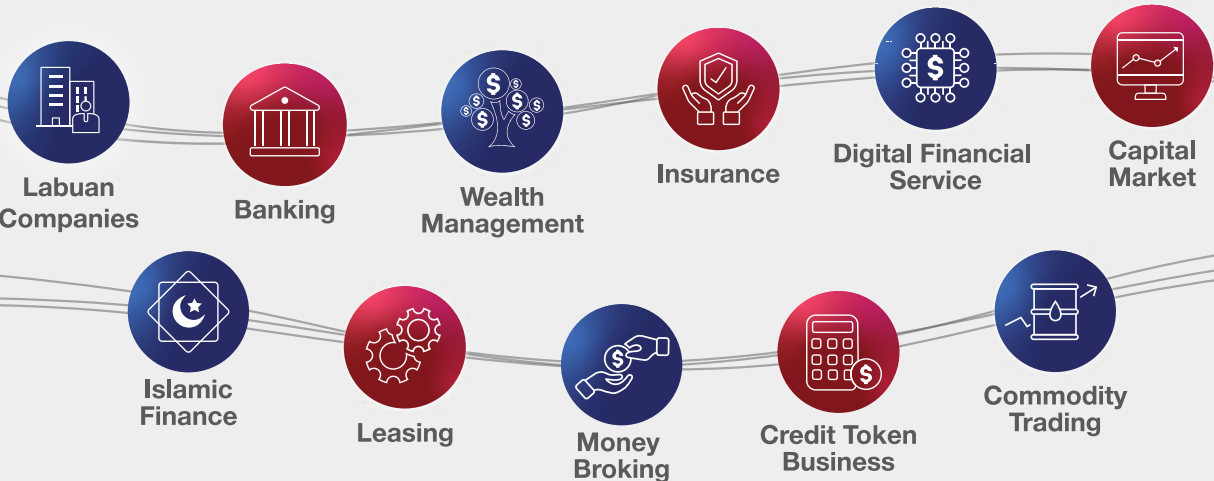 Labuan
Companies
Banking
Wealth
Management
Insurance
Digital Financial
Service
Capital
Market
Islamic
Finance
Leasing
Money
Broking
Credit Token
Business
Commodity
Trading